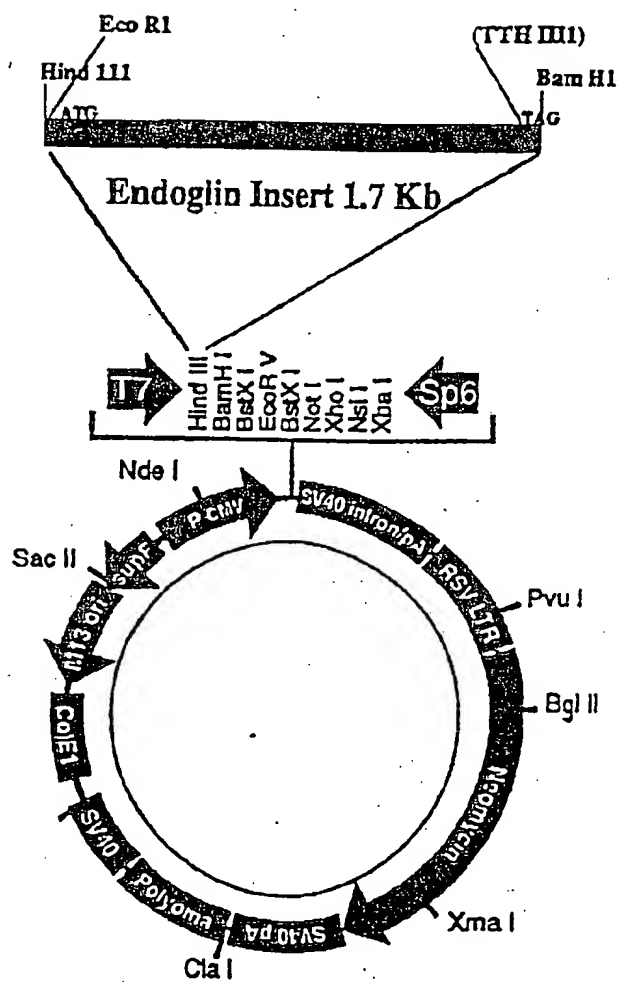 Eco R1
(TTH III1)
Hind 111
Bam H1
ATG
TAG
Endoglin Insert 1.7 Kb
T7
Hind III
BamH I
BstX I
EcoR V
BstX I
Not I
Xho I
Nsi I
Xba I
Sp6
Nde I
P CMV
SV40 intron/pA
Sac II
supF
RSV LTR
Pvu I
M13 ori
Bgl II
ColE1
Neomycin
SV40
Polyoma
SV40 pA
Xma I
Cla I